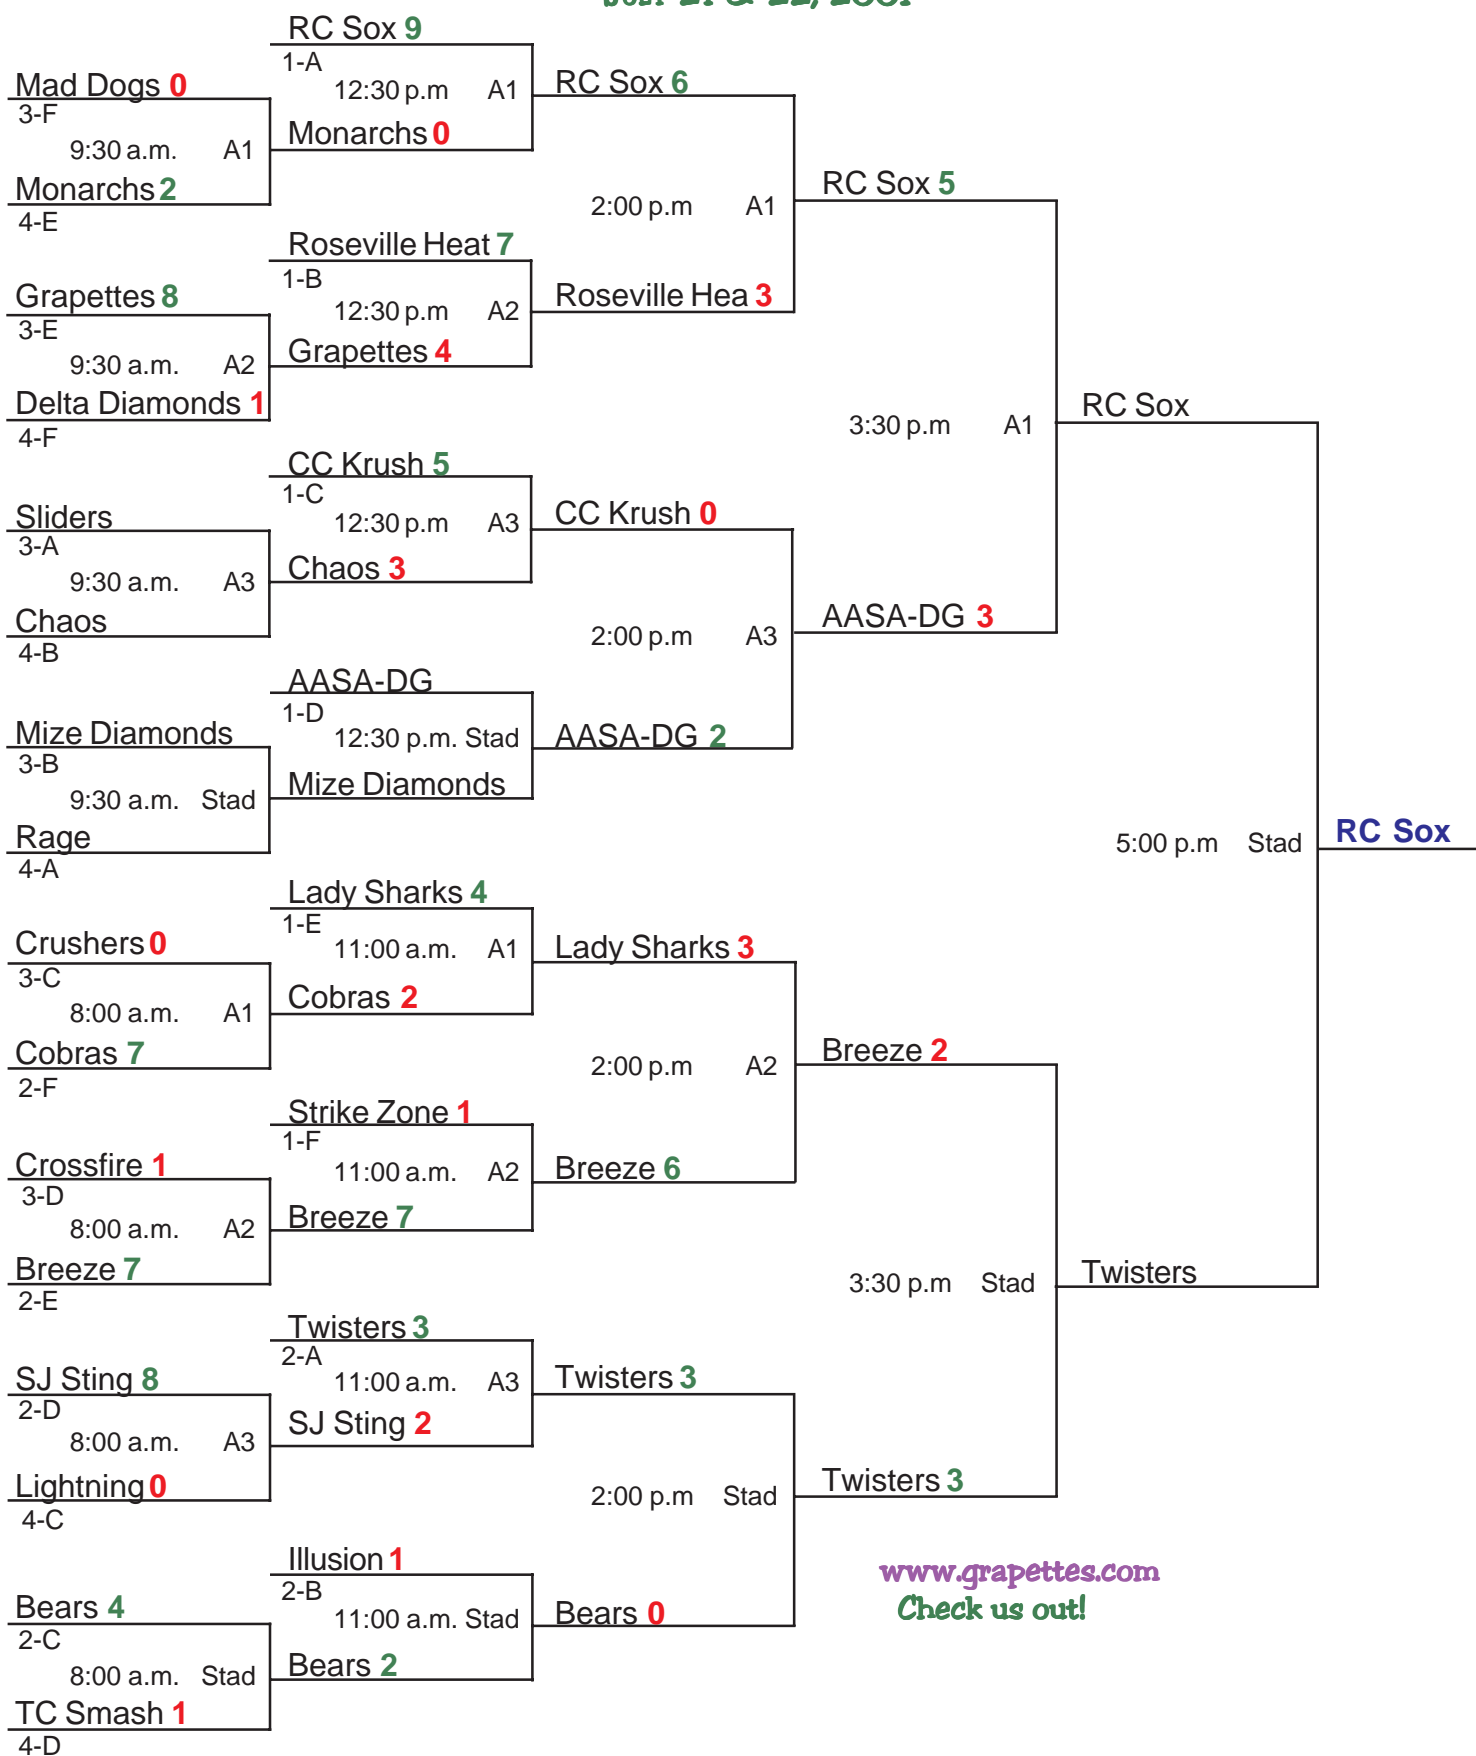 RC Sox 9
1-A
12:30 p.m A1
Mad Dogs 0
3-F
9:30 a.m. A1
Monarchs 2
4-E
Monarchs 0
RC Sox 6
2:00 p.m A1
RC Sox 5
Roseville Heat 7
1-B
12:30 p.m A2
Grapettes 8
3-E
9:30 a.m. A2
Delta Diamonds 1
4-F
Grapettes 4
Roseville Hea 3
3:30 p.m A1
RC Sox
CC Krush 5
1-C
12:30 p.m A3
Sliders
3-A
9:30 a.m. A3
Chaos
4-B
Chaos 3
CC Krush 0
2:00 p.m A3
AASA-DG 3
AASA-DG
1-D
12:30 p.m. Stad
Mize Diamonds
3-B
9:30 a.m. Stad
Rage
4-A
Mize Diamonds
AASA-DG 2
5:00 p.m Stad
RC Sox
Lady Sharks 4
1-E
11:00 a.m. A1
Crushers 0
3-C
8:00 a.m. A1
Cobras 7
2-F
Cobras 2
Lady Sharks 3
2:00 p.m A2
Breeze 2
Strike Zone 1
1-F
11:00 a.m. A2
Crossfire 1
3-D
8:00 a.m. A2
Breeze 7
2-E
Breeze 7
Breeze 6
3:30 p.m Stad
Twisters
Twisters 3
2-A
11:00 a.m. A3
SJ Sting 8
2-D
8:00 a.m. A3
Lightning 0
4-C
SJ Sting 2
Twisters 3
2:00 p.m Stad
Twisters 3
Illusion 1
2-B
11:00 a.m. Stad
Bears 4
2-C
8:00 a.m. Stad
TC Smash 1
4-D
Bears 2
Bears 0
www.grapettes.com
Check us out!